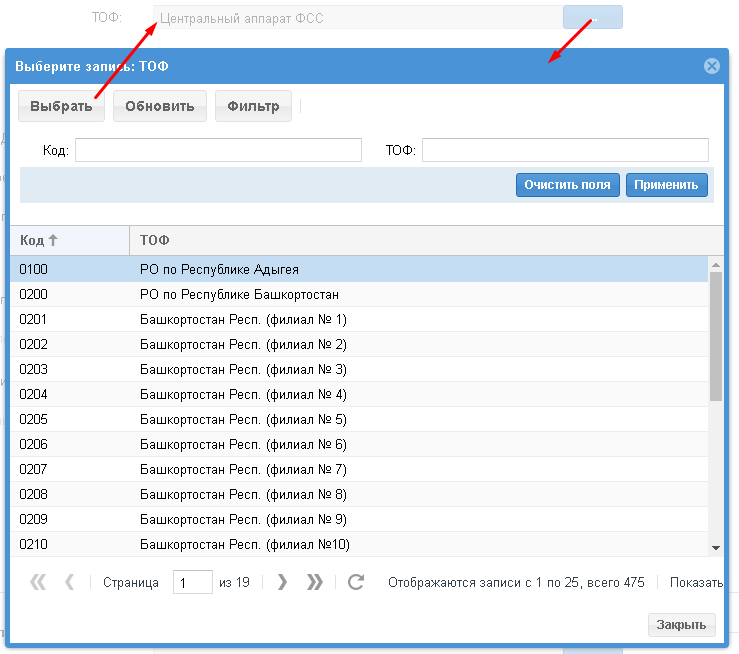 ТОФ: Центральный аппарат ФСС ...
Выберите запись: ТОФ
Выбрать Обновить Фильтр
Код: ТОФ:
Очистить поля Применить
Код ТОФ
0100 РО по Республике Адыгея
0200 РО по Республике Башкортостан
0201 Башкортостан Респ. (филиал № 1)
0202 Башкортостан Респ. (филиал № 2)
0203 Башкортостан Респ. (филиал № 3)
0204 Башкортостан Респ. (филиал № 4)
0205 Башкортостан Респ. (филиал № 5)
0206 Башкортостан Респ. (филиал № 6)
0207 Башкортостан Респ. (филиал № 7)
0208 Башкортостан Респ. (филиал № 8)
0209 Башкортостан Респ. (филиал № 9)
0210 Башкортостан Респ. (филиал №10)
Страница 1 из 19 Отображаются записи с 1 по 25, всего 475 Показать
Закрыть